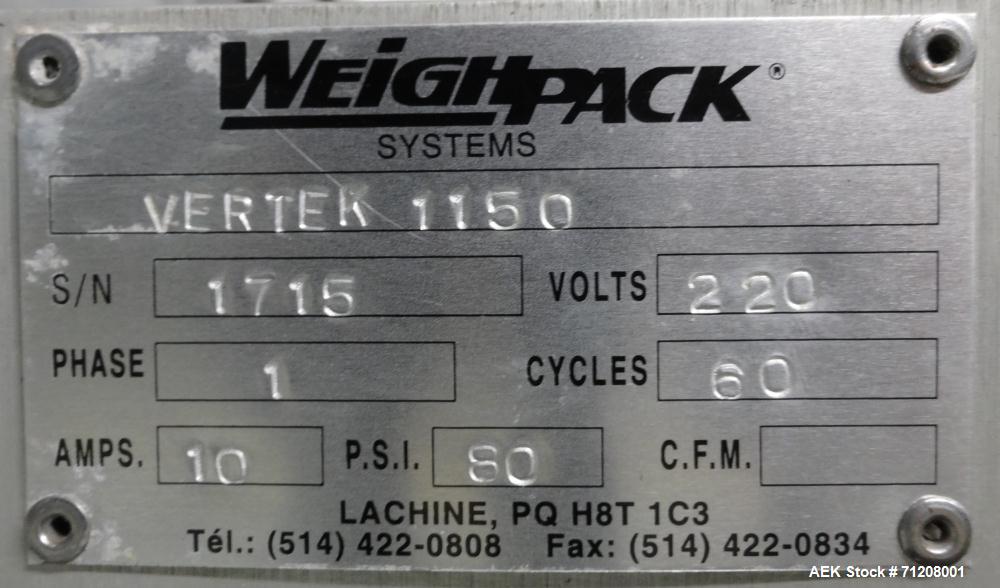 WEIGHPACK®
SYSTEMS
VERTEK 1150
S/N 1715 VOLTS 220
PHASE 1 CYCLES 60
AMPS. 10 P.S.I. 80 C.F.M.
LACHINE, PQ H8T 1C3
Tél.: (514) 422-0808 Fax: (514) 422-0834
AEK Stock # 71208001